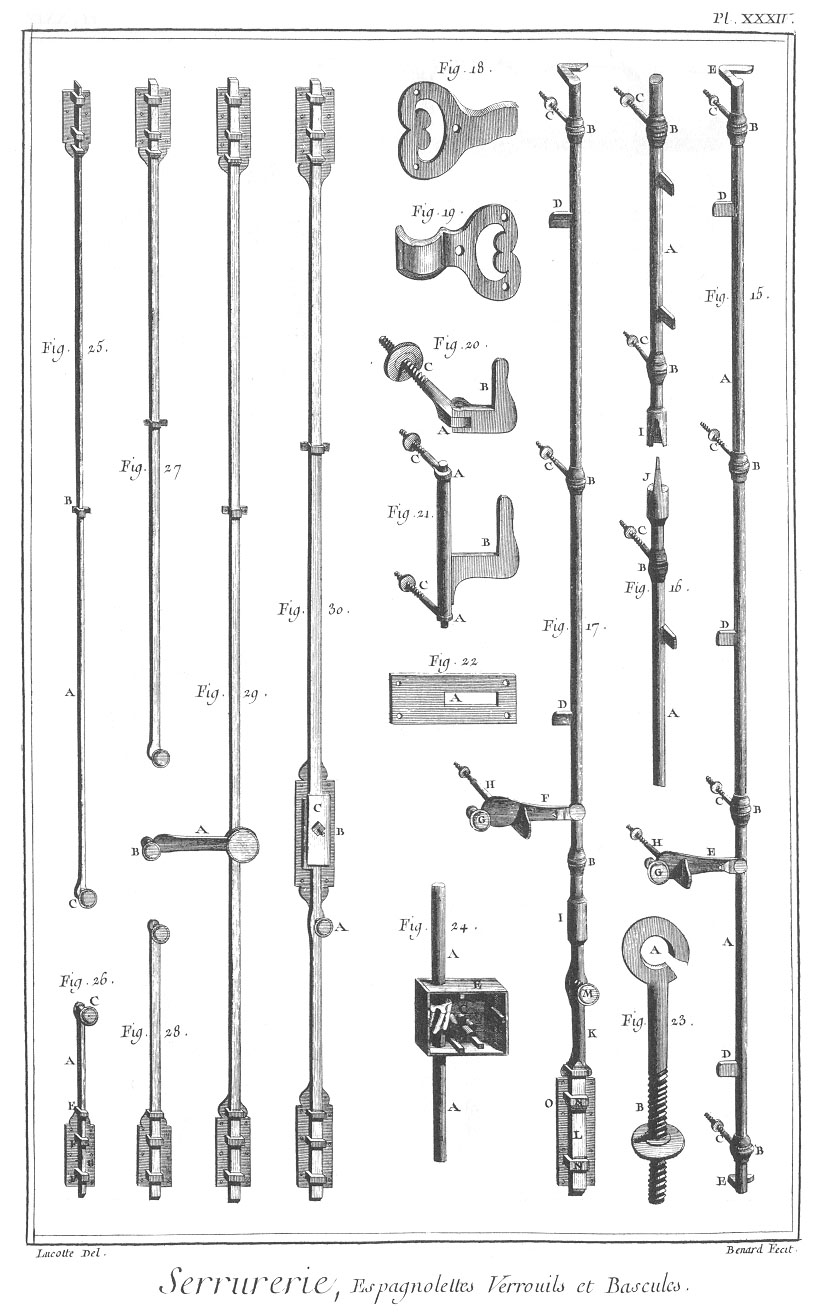 Pl. XXXIV.
Fig. 18.
E
C
B
C
B
C
B
D
D
Fig. 19.
A
Fig. 15.
Fig. 25.
Fig. 20.
C
B
A
C
B
A
C
B
I
C
A
C
B
C
B
Fig. 27
J
B
Fig. 21.
B
C
B
C
A
Fig. 16.
Fig. 30.
Fig. 17.
D
Fig. 22
A
Fig. 29.
A
D
A
H
F
G
C
B
C
B
A
B
B
H
E
G
C
I
A
Fig. 24.
A
A
A
Fig. 26.
C
E
M
Fig. 28.
K
Fig. 23.
A
D
E
O
N
B
A
L
C
B
N
E
Lucotte Del.
Benard Fecit.
Serrurerie, Espagnolettes Verrouils et Bascules.